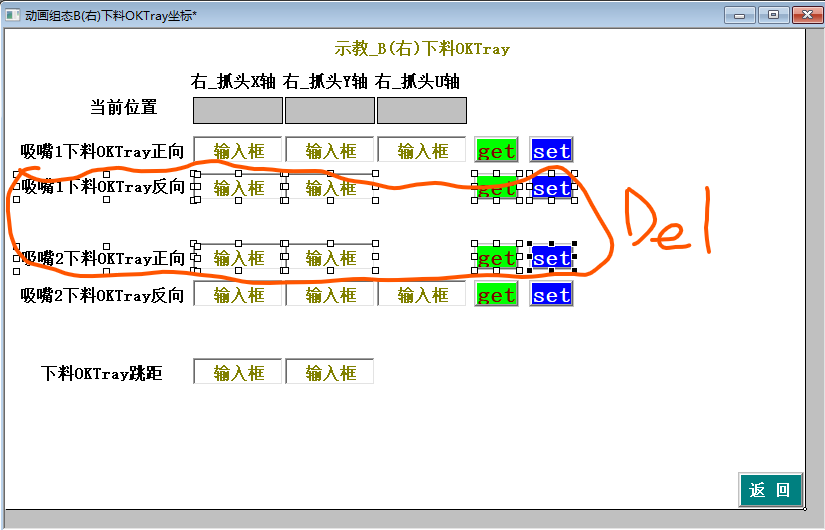 动画组态B(右)下料OKTray坐标*
示教_B(右)下料OKTray
右_抓头X轴 右_抓头Y轴 右_抓头U轴
当前位置
吸嘴1下料OKTray正向 输入框 输入框 输入框 get set
吸嘴1下料OKTray反向 输入框 输入框 get set
Del
吸嘴2下料OKTray正向 输入框 输入框 get set
吸嘴2下料OKTray反向 输入框 输入框 输入框 get set
下料OKTray跳距 输入框 输入框
返 回